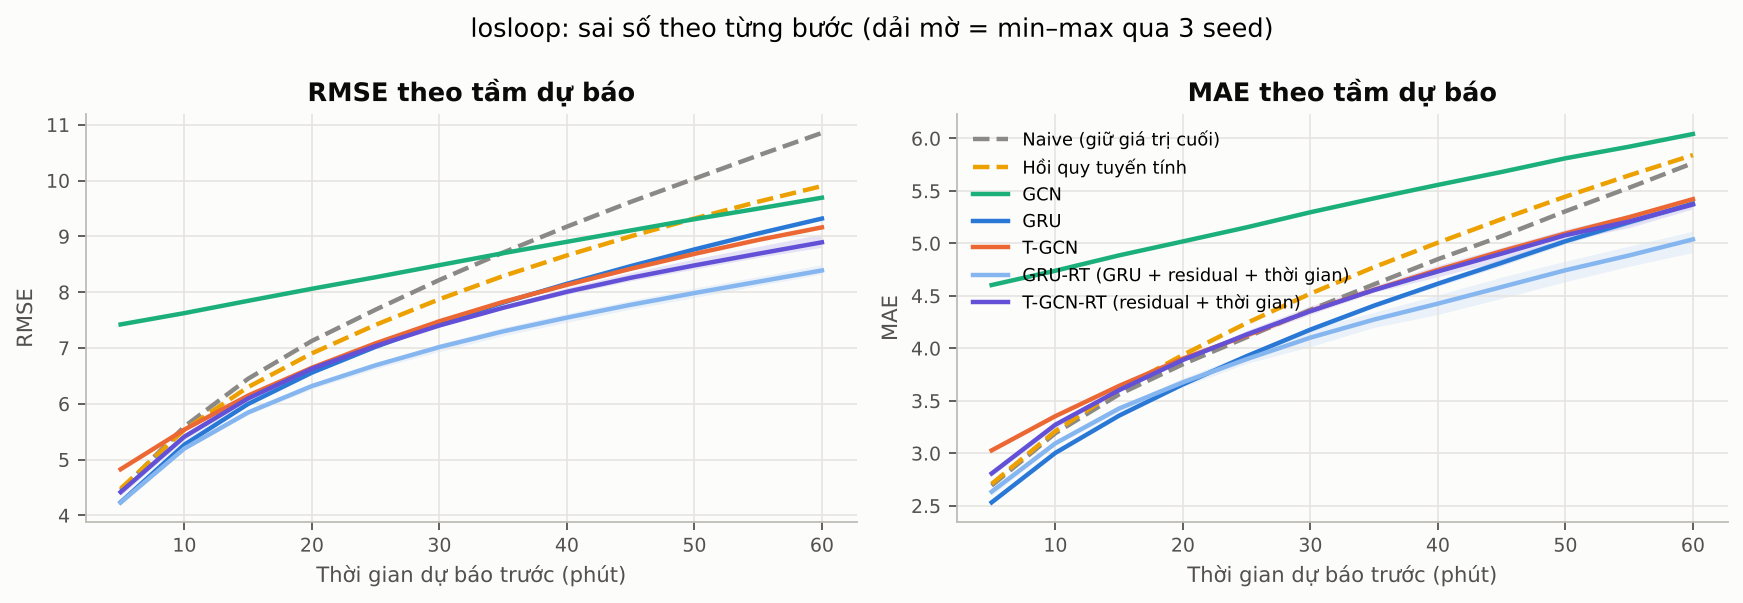 losloop: sai số theo từng bước (dải mờ = min–max qua 3 seed)
RMSE theo tầm dự báo
11
10
9
8
7
6
5
4
RMSE
10 20 30 40 50 60
Thời gian dự báo trước (phút)
MAE theo tầm dự báo
6.0
5.5
5.0
4.5
4.0
3.5
3.0
2.5
MAE
Naive (giữ giá trị cuối)
Hồi quy tuyến tính
GCN
GRU
T-GCN
GRU-RT (GRU + residual + thời gian)
T-GCN-RT (residual + thời gian)
10 20 30 40 50 60
Thời gian dự báo trước (phút)